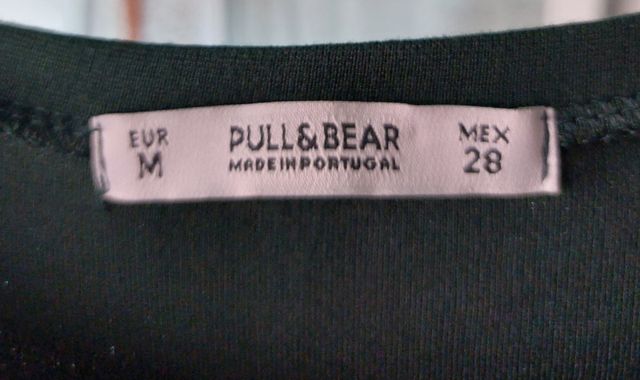 EUR PULL&BEAR MEX
M MADE IN PORTUGAL 28